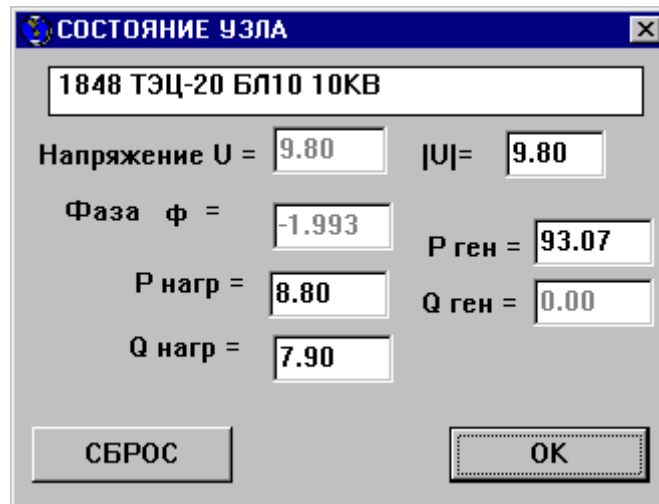 СОСТОЯНИЕ УЗЛА
1848 ТЭЦ-20 БЛ10 10КВ
Напряжение U = 9.80 |U|= 9.80
Фаза ф = -1.993
P ген = 93.07
P нагр = 8.80
Q ген = 0.00
Q нагр = 7.90
СБРОС OK